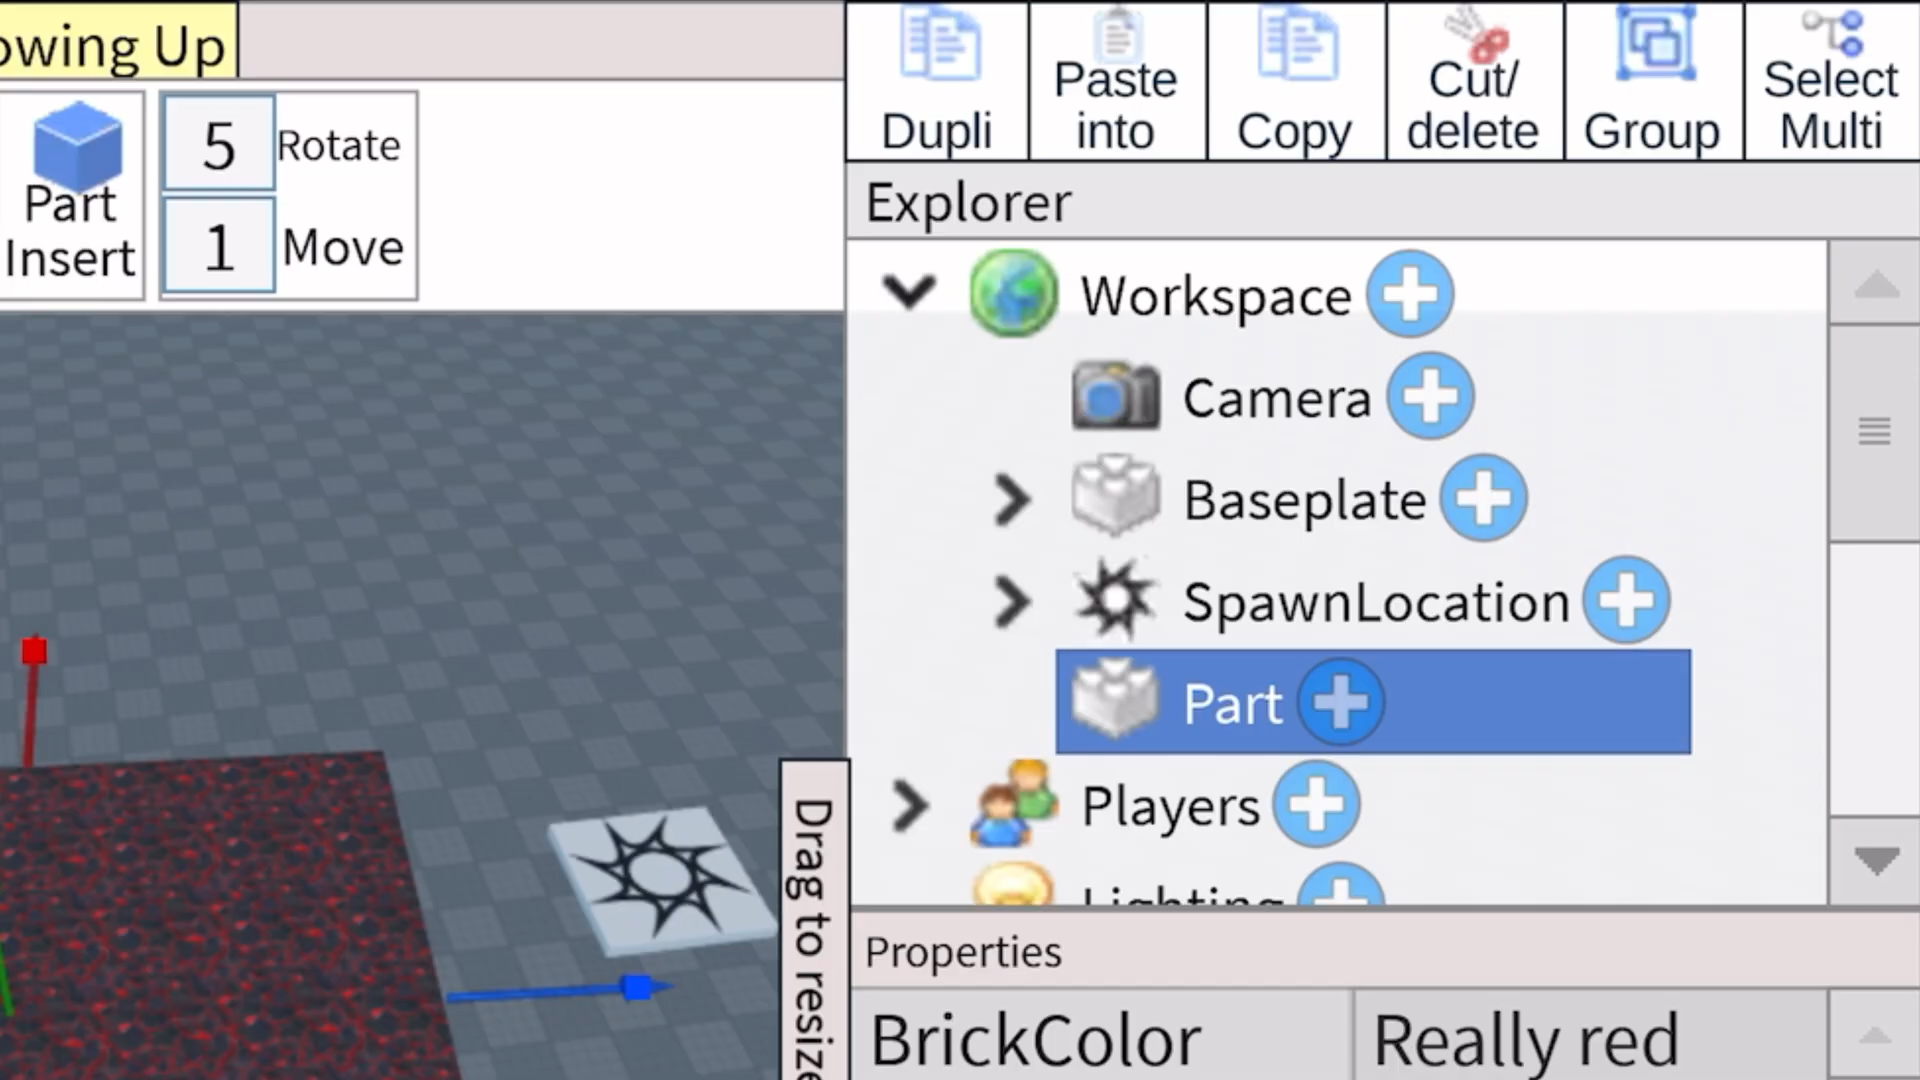 owing Up
Part
Insert
5 Rotate
1 Move
Dupli
Paste
into
Copy
Cut/
delete
Group
Select
Multi
Explorer
Workspace
Camera
Baseplate
SpawnLocation
Part
Players
Lighting
Drag to resize
Properties
BrickColor Really red